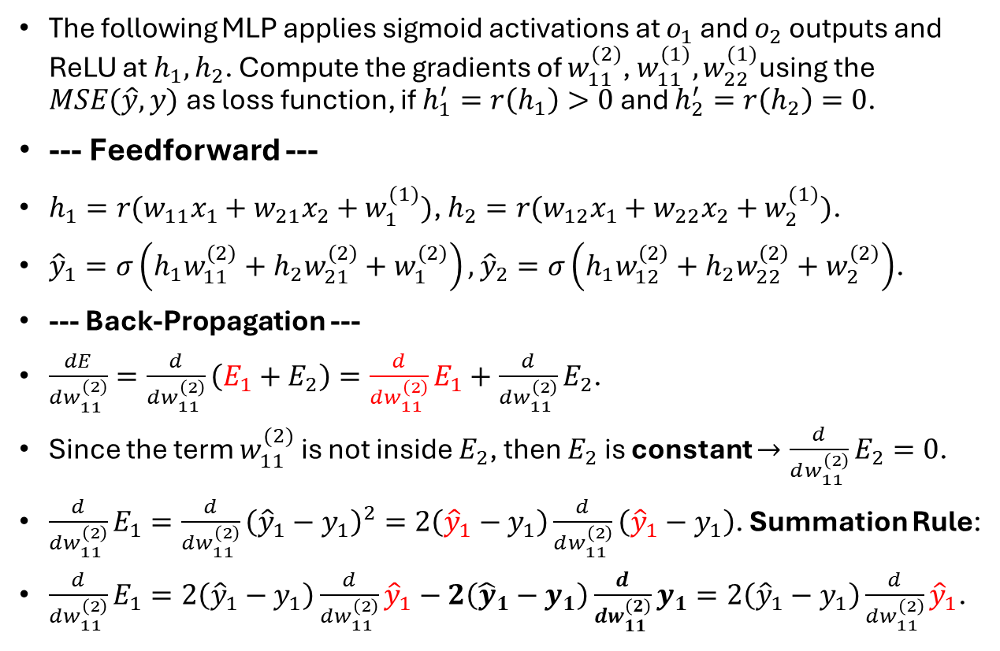 • The following MLP applies sigmoid activations at $o_1$ and $o_2$ outputs and
ReLU at $h_1, h_2$. Compute the gradients of $w_{11}^{(2)}, w_{11}^{(1)}, w_{22}^{(1)}$ using the
$MSE(\hat{y}, y)$ as loss function, if $h_1' = r(h_1) > 0$ and $h_2' = r(h_2) = 0$.
• **--- Feedforward ---**
• $h_1 = r(w_{11}x_1 + w_{21}x_2 + w_1^{(1)}), h_2 = r(w_{12}x_1 + w_{22}x_2 + w_2^{(1)})$.
• $\hat{y}_1 = \sigma\left(h_1 w_{11}^{(2)} + h_2 w_{21}^{(2)} + w_1^{(2)}\right), \hat{y}_2 = \sigma\left(h_1 w_{12}^{(2)} + h_2 w_{22}^{(2)} + w_2^{(2)}\right)$.
• **--- Back-Propagation ---**
• $\frac{dE}{dw_{11}^{(2)}} = \frac{d}{dw_{11}^{(2)}}(E_1 + E_2) = \frac{d}{dw_{11}^{(2)}}E_1 + \frac{d}{dw_{11}^{(2)}}E_2$.
• Since the term $w_{11}^{(2)}$ is not inside $E_2$, then $E_2$ is **constant** → $\frac{d}{dw_{11}^{(2)}}E_2 = 0$.
• $\frac{d}{dw_{11}^{(2)}}E_1 = \frac{d}{dw_{11}^{(2)}}(\hat{y}_1 - y_1)^2 = 2(\hat{y}_1 - y_1)\frac{d}{dw_{11}^{(2)}}(\hat{y}_1 - y_1)$. **Summation Rule**:
• $\frac{d}{dw_{11}^{(2)}}E_1 = 2(\hat{y}_1 - y_1)\frac{d}{dw_{11}^{(2)}}\hat{y}_1 - \mathbf{2(\hat{y}_1 - y_1)\frac{d}{dw_{11}^{(2)}}y_1} = 2(\hat{y}_1 - y_1)\frac{d}{dw_{11}^{(2)}}\hat{y}_1$.